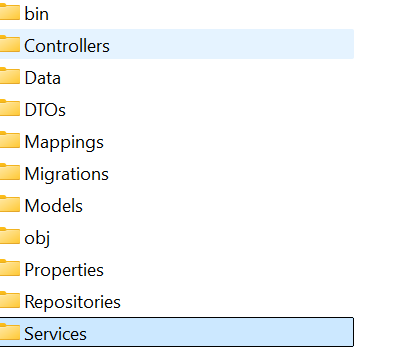 bin
Controllers
Data
DTOs
Mappings
Migrations
Models
obj
Properties
Repositories
Services